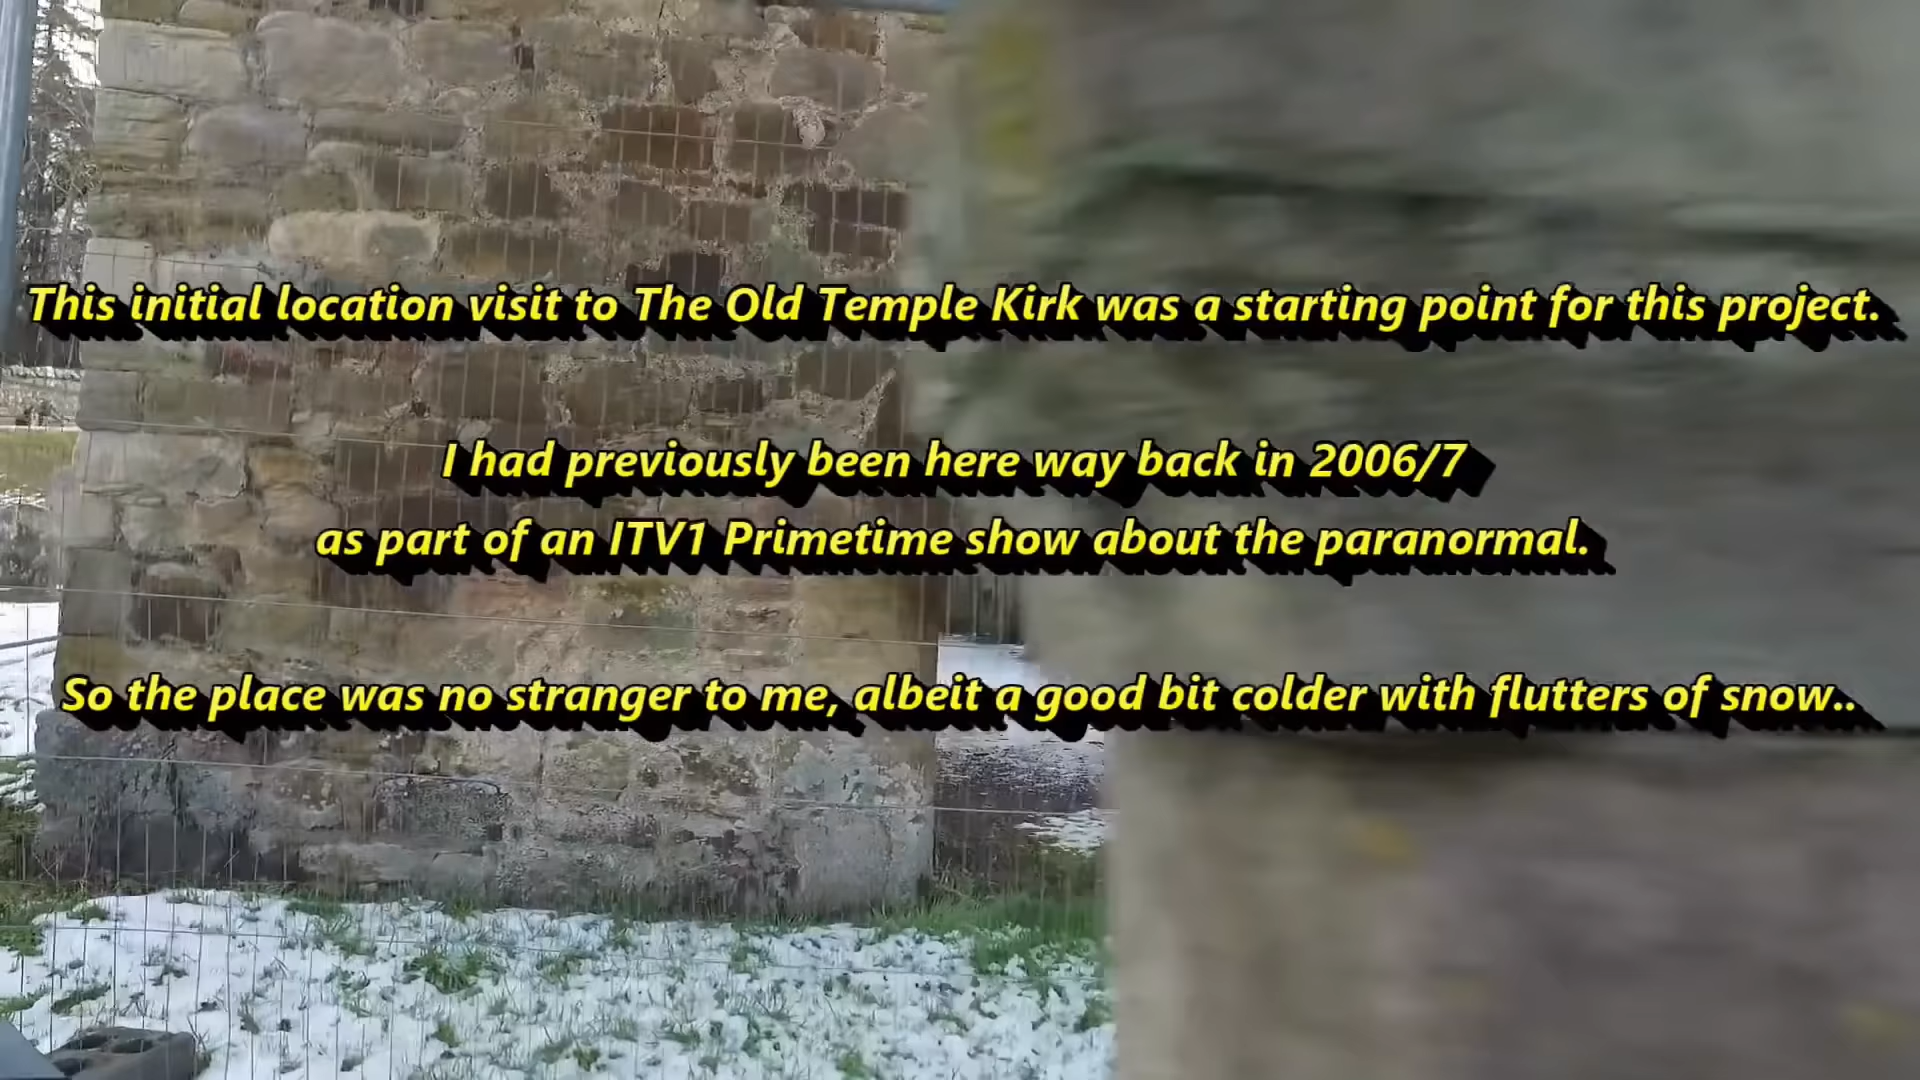 This initial location visit to The Old Temple Kirk was a starting point for this project.
I had previously been here way back in 2006/7
as part of an ITV1 Primetime show about the paranormal.
So the place was no stranger to me, albeit a good bit colder with flutters of snow..